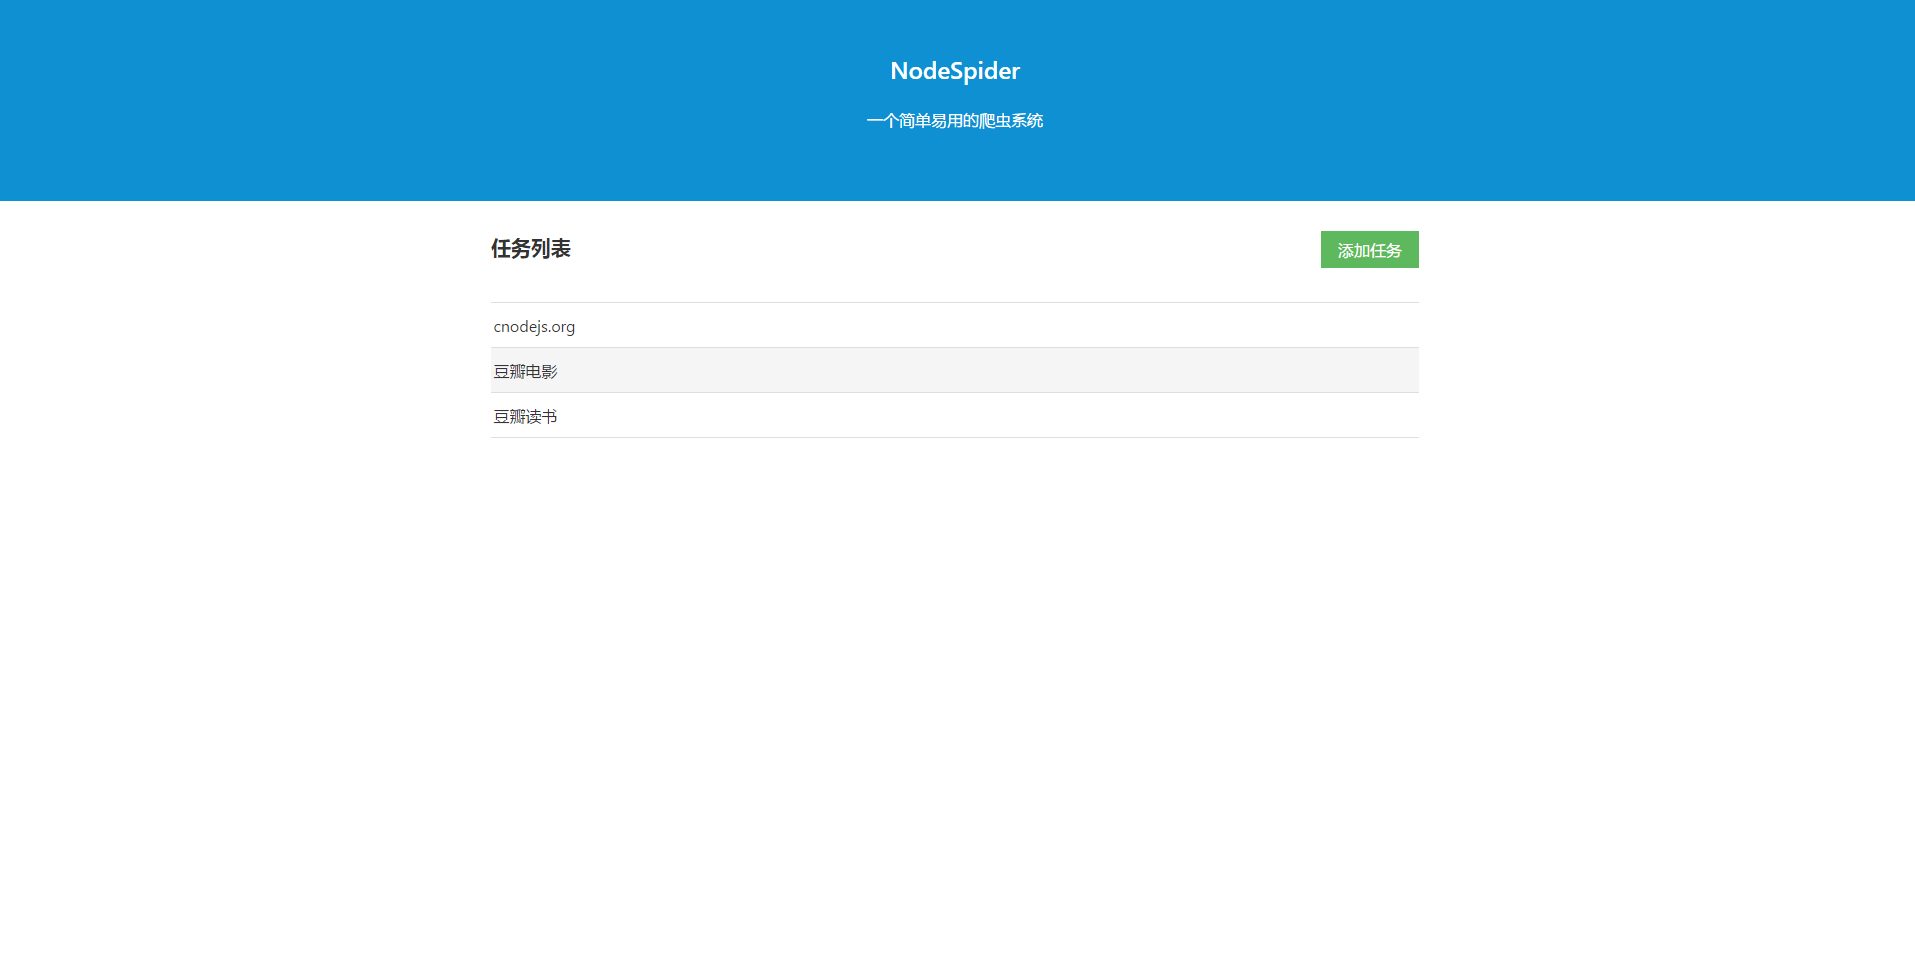 NodeSpider
一个简单易用的爬虫系统
任务列表
添加任务
cnodejs.org
豆瓣电影
豆瓣读书